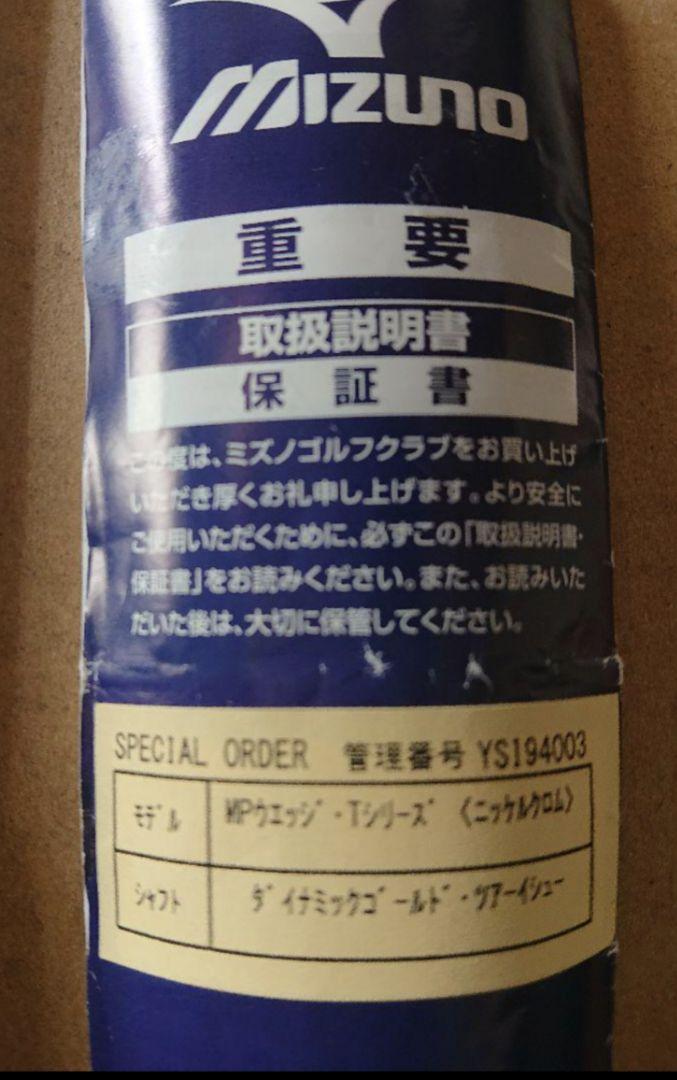 MIZUNO
重要
取扱説明書
保証書
この度は、ミズノゴルフクラブをお買い上げ
いただき厚くお礼申し上げます。より安全に
ご使用いただくために、必ずこの「取扱説明書・
保証書」をお読みください。また、お読みいた
だいた後は、大切に保管してください。
SPECIAL ORDER 管理番号 YS194003
モデル MPウエッジ・Tシリーズ〈ニッケルクロム〉
シャフト ダイナミックゴールド・ツアーイシュー